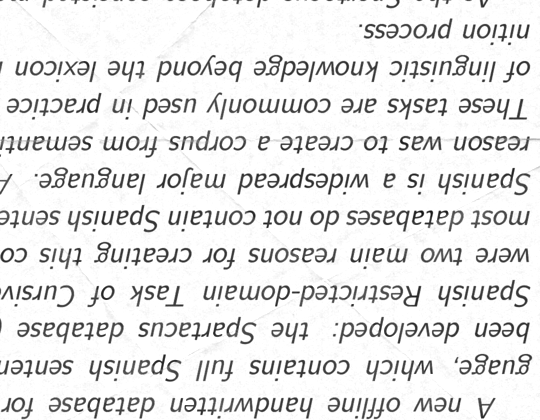 A new offline handwritten database for
guage, which contains full Spanish senten
been developed: the Spartacus database (
Spanish Restricted-domain Task of Cursiv
were two main reasons for creating this co
most databases do not contain Spanish sente
Spanish is a widespread major language. A
reason was to create a corpus from semanti
These tasks are commonly used in practice
of linguistic knowledge beyond the lexicon
nition process.
As the Spartacus database consisted